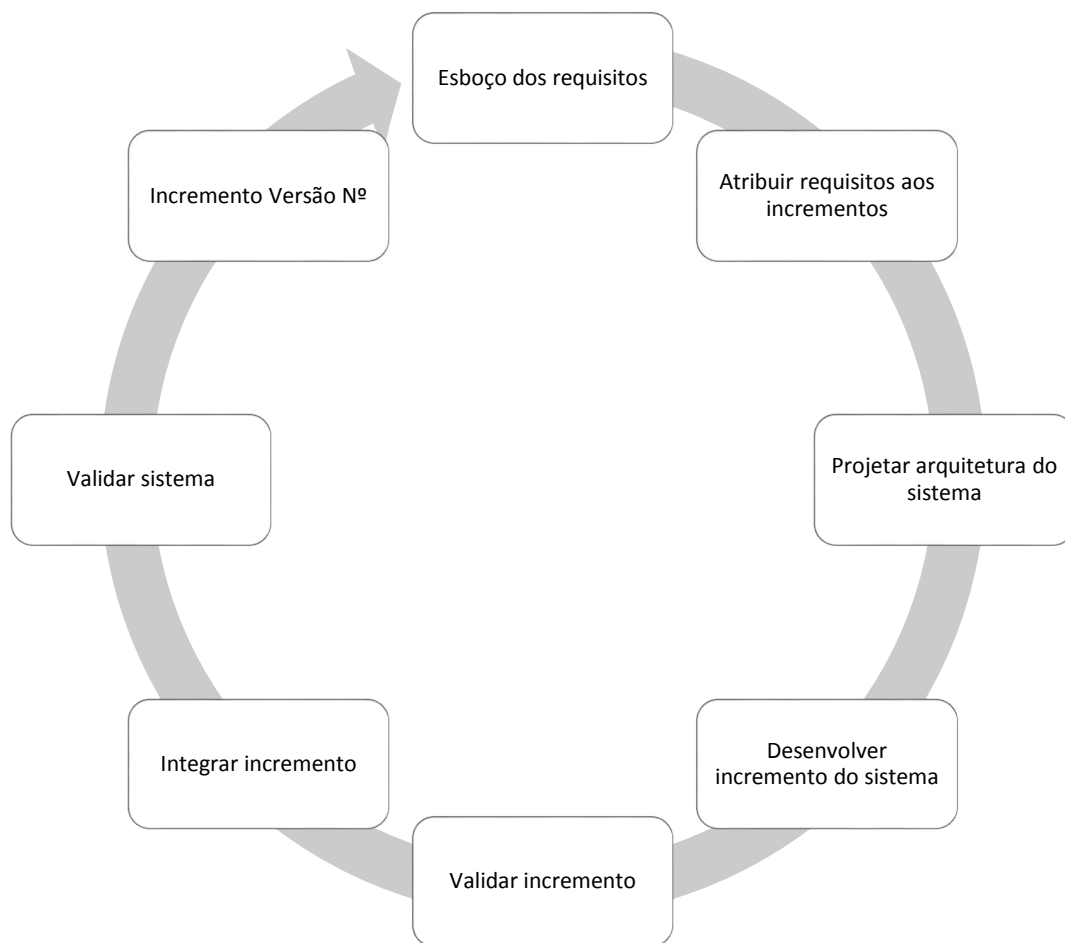 Esboço dos requisitos
Atribuir requisitos aos
incrementos
Projetar arquitetura do
sistema
Desenvolver
incremento do sistema
Validar incremento
Integrar incremento
Validar sistema
Incremento Versão Nº